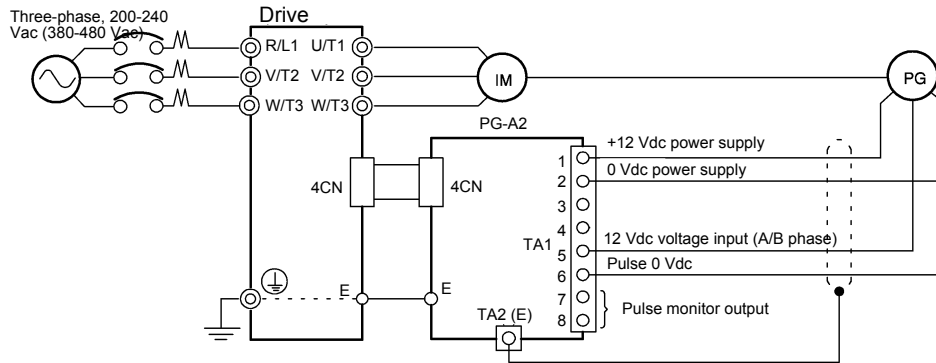 Three-phase, 200-240
Vac (380-480 Vac)
Drive
R/L1 U/T1
V/T2 V/T2
W/T3 W/T3
IM
PG
PG-A2
+12 Vdc power supply
1
0 Vdc power supply
2
4CN
4CN
3
4
TA1
12 Vdc voltage input (A/B phase)
5
Pulse 0 Vdc
6
E
E
7
Pulse monitor output
8
TA2 (E)